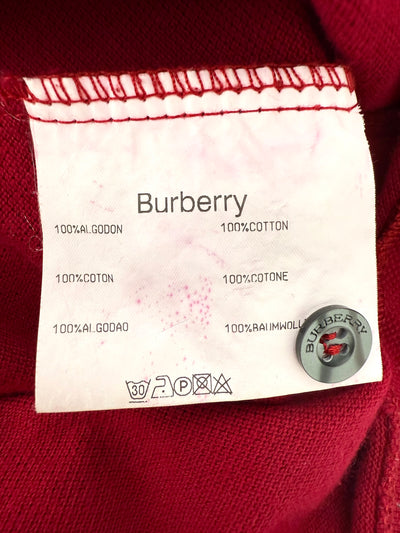 Burberry
100%ALGODON 100%COTTON
100%COTON 100%COTONE
100%ALGODAO 100%BAUMWOLL
BURBERRY
30 P